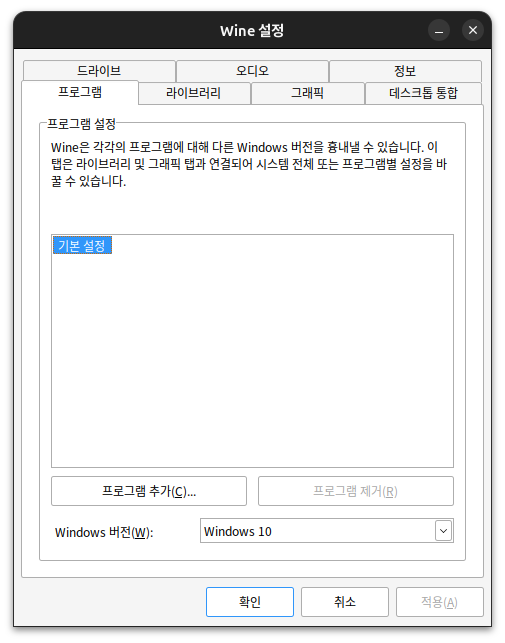 Wine 설정
드라이브
오디오
정보
프로그램
라이브러리
그래픽
데스크톱 통합
프로그램 설정
Wine은 각각의 프로그램에 대해 다른 Windows 버전을 흉내낼 수 있습니다. 이
탭은 라이브러리 및 그래픽 탭과 연결되어 시스템 전체 또는 프로그램별 설정을 바
꿀 수 있습니다.
기본 설정
프로그램 추가(C)...
프로그램 제거(R)
Windows 버전(W):
Windows 10
확인
취소
적용(A)